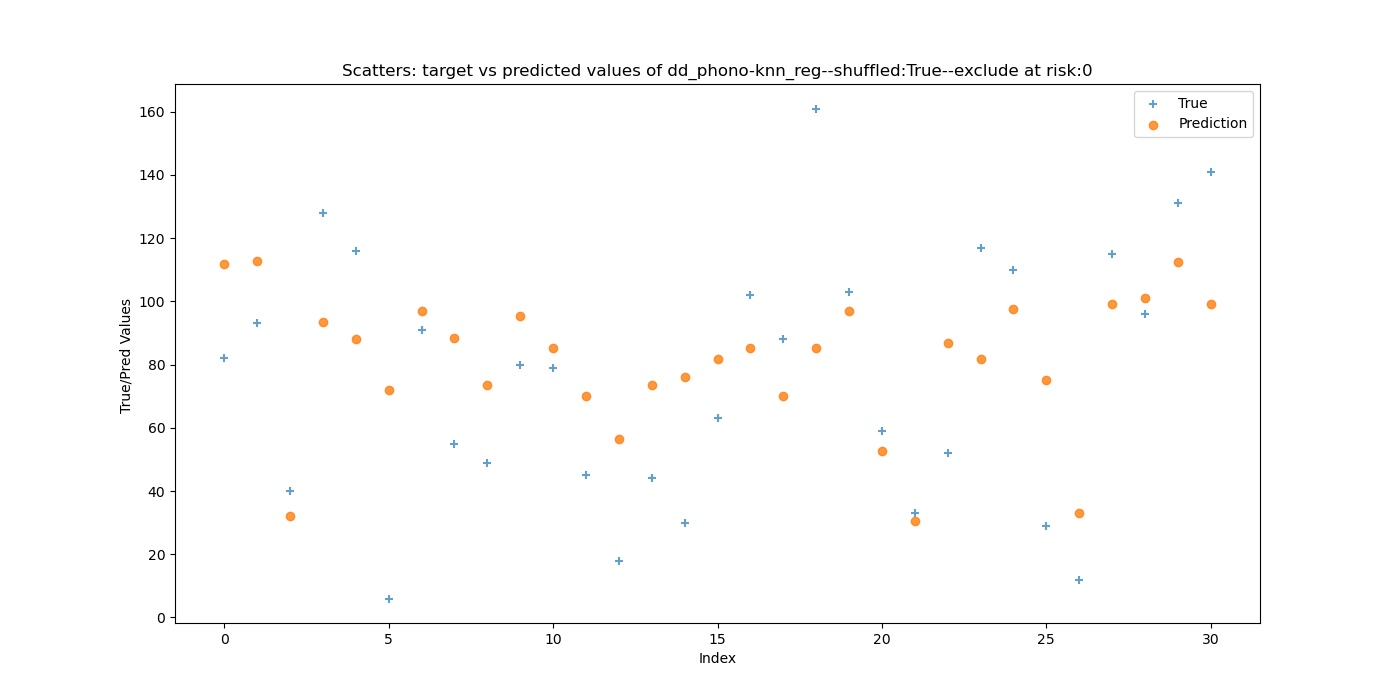 Scatters: target vs predicted values of dd_phono-knn_reg--shuffled:True--exclude at risk:0
True
Prediction
160
140
120
100
80
60
40
20
0
True/Pred Values
0 5 10 15 20 25 30
Index